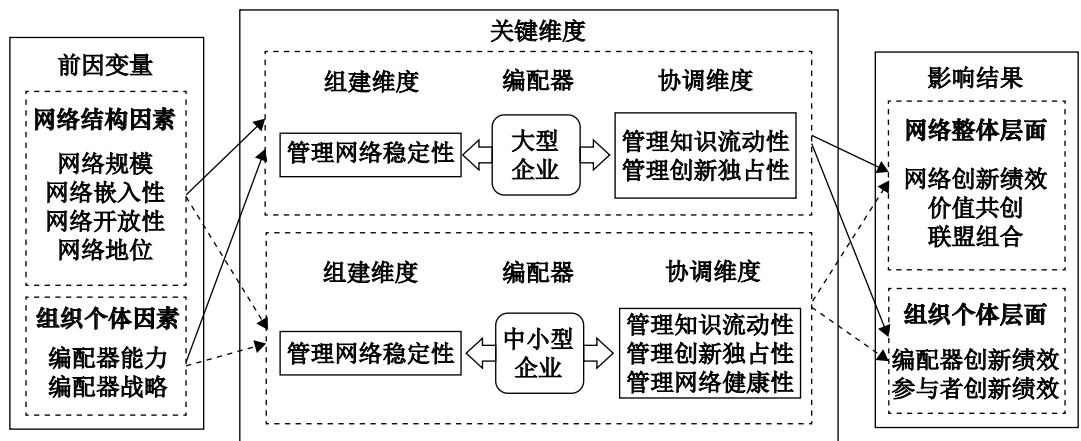 前因变量
网络结构因素
网络规模
网络嵌入性
网络开放性
网络地位
组织个体因素
编配器能力
编配器战略
关键维度
组建维度
编配器
协调维度
管理网络稳定性
大型
企业
管理知识流动性
管理创新独占性
组建维度
编配器
协调维度
管理网络稳定性
中小型
企业
管理知识流动性
管理创新独占性
管理网络健康性
影响结果
网络整体层面
网络创新绩效
价值共创
联盟组合
组织个体层面
编配器创新绩效
参与者创新绩效